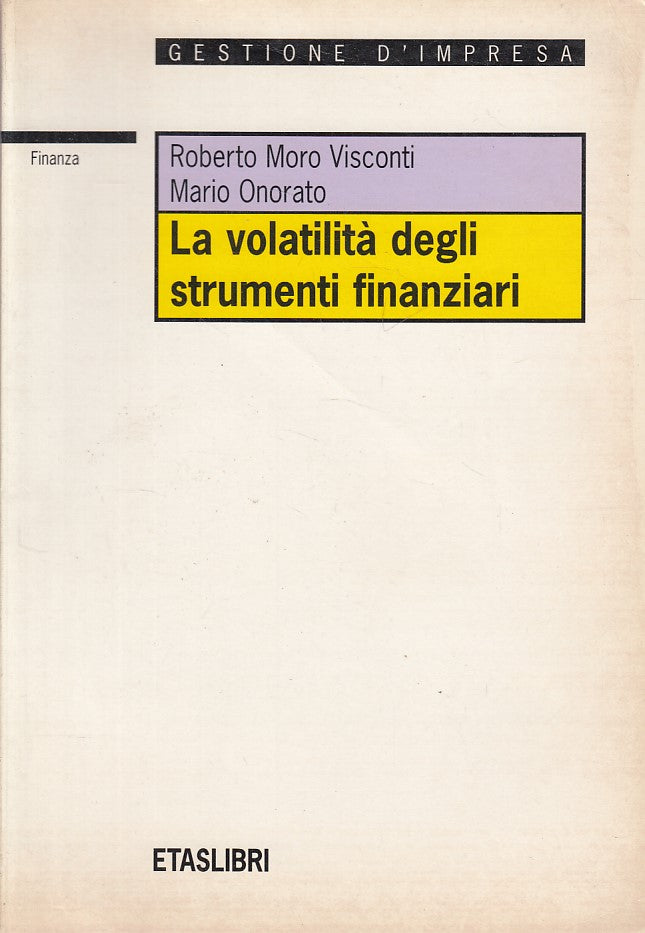 GESTIONE D'IMPRESA
Finanza
Roberto Moro Visconti
Mario Onorato
La volatilità degli
strumenti finanziari
ETASLIBRI